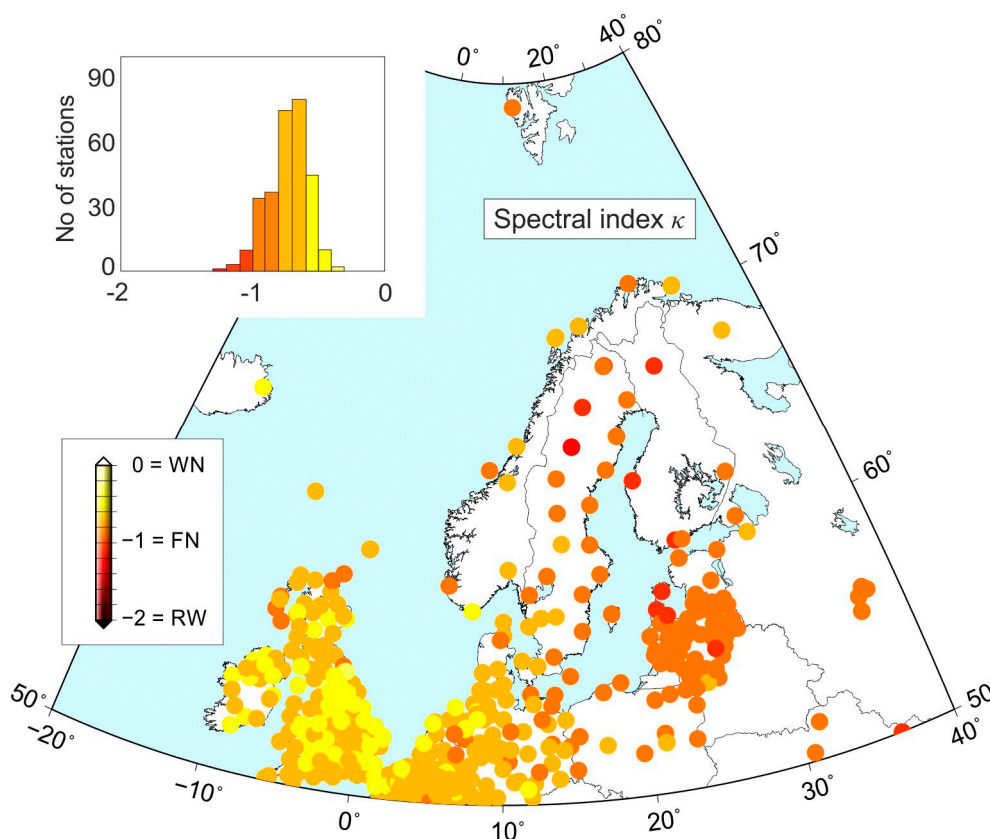 0° 20° 40°
80°
90
60
30
0
No of stations
-2 -1 0
Spectral index κ
70°
0 = WN
−1 = FN
−2 = RW
60°
50°
−20°
−10°
0°
10°
20°
30°
40°
50°